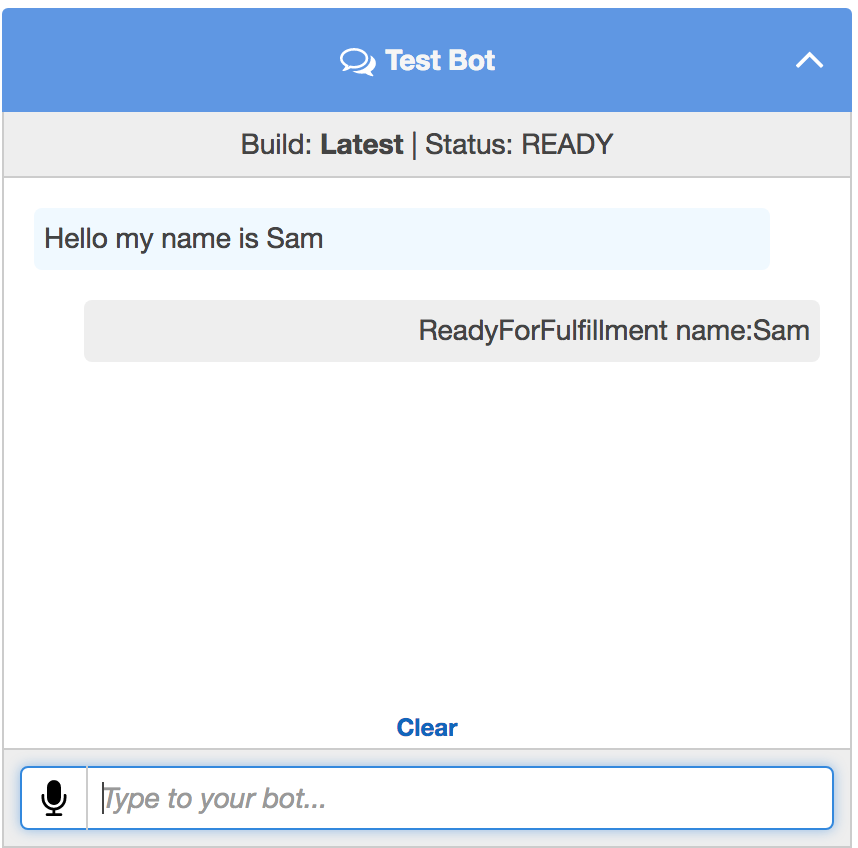 Test Bot
Build: Latest | Status: READY
Hello my name is Sam
ReadyForFulfillment name:Sam
Clear
Type to your bot...